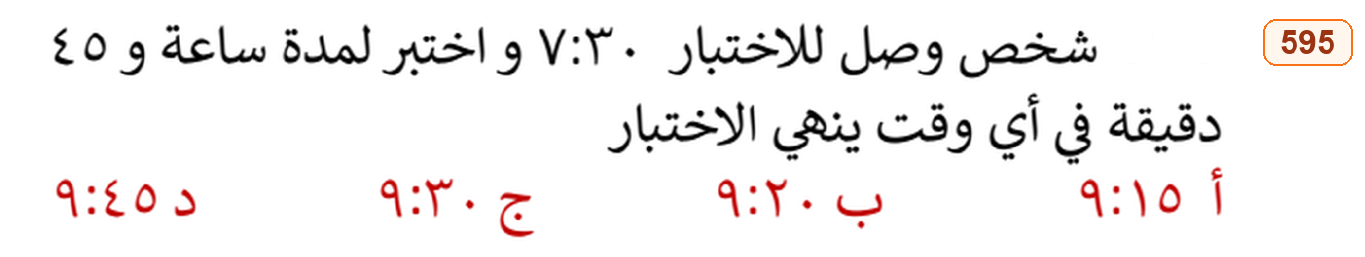 595
شخص وصل للاختبار ٧:٣٠ و اختبر لمدة ساعة و ٤٥
دقيقة في أي وقت ينهي الاختبار
أ ٩:١٥ ب ٩:٢٠ ج ٩:٣٠ د ٩:٤٥